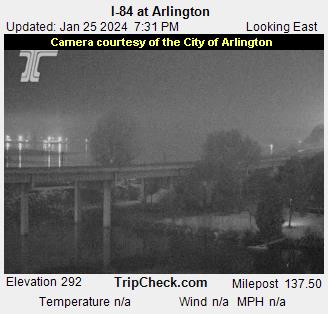 I-84 at Arlington
Updated: Jan 25 2024 7:31 PM Looking East
Camera courtesy of the City of Arlington
Elevation 292 TripCheck.com Milepost 137.50
Temperature n/a Wind n/a MPH n/a